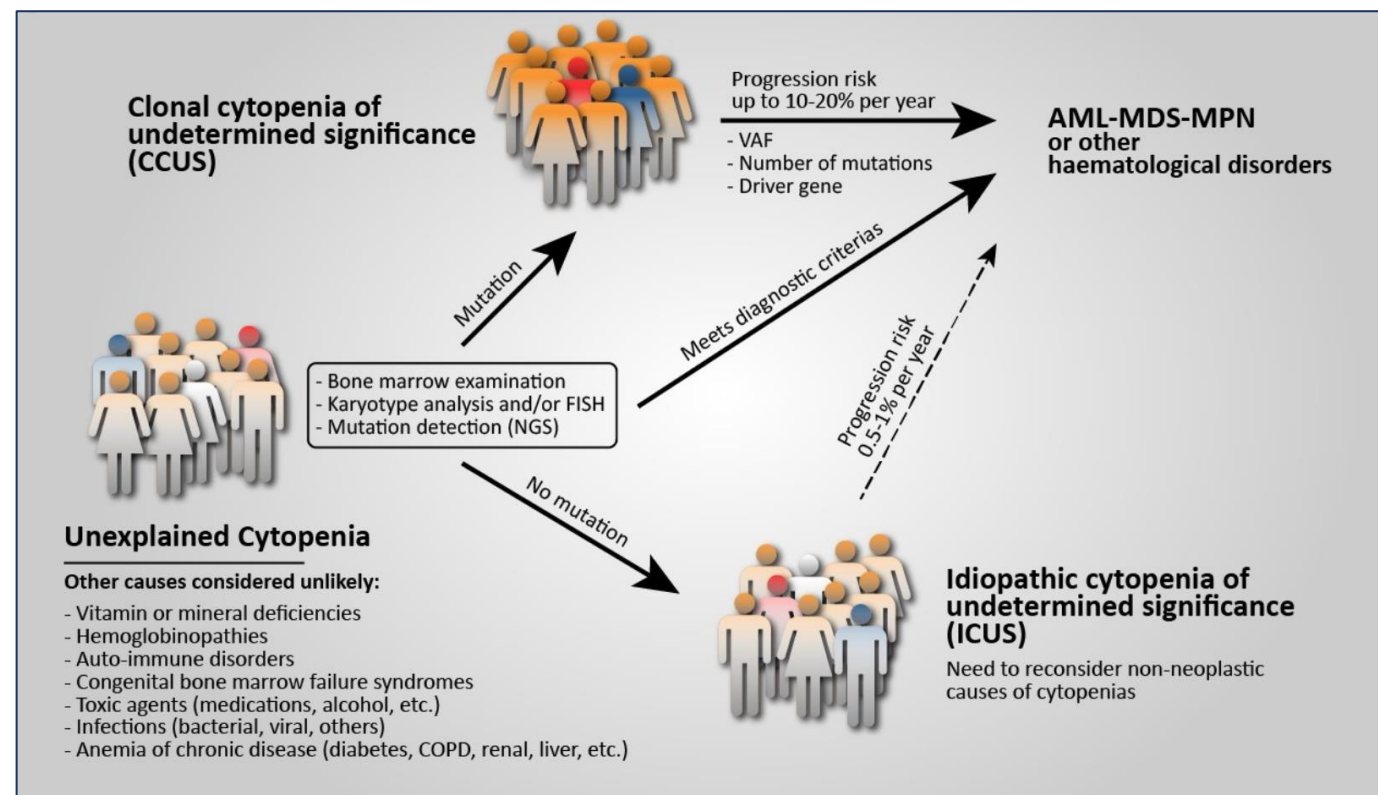 Clonal cytopenia of
undetermined significance
(CCUS)
Progression risk
up to 10-20% per year
- VAF
- Number of mutations
- Driver gene
AML-MDS-MPN
or other
haematological disorders
Mutation
Meets diagnostic criterias
Progression risk
0.5-1% per year
- Bone marrow examination
- Karyotype analysis and/or FISH
- Mutation detection (NGS)
No mutation
Unexplained Cytopenia
Other causes considered unlikely:
- Vitamin or mineral deficiencies
- Hemoglobinopathies
- Auto-immune disorders
- Congenital bone marrow failure syndromes
- Toxic agents (medications, alcohol, etc.)
- Infections (bacterial, viral, others)
- Anemia of chronic disease (diabetes, COPD, renal, liver, etc.)
Idiopathic cytopenia of
undetermined significance
(ICUS)
Need to reconsider non-neoplastic
causes of cytopenias